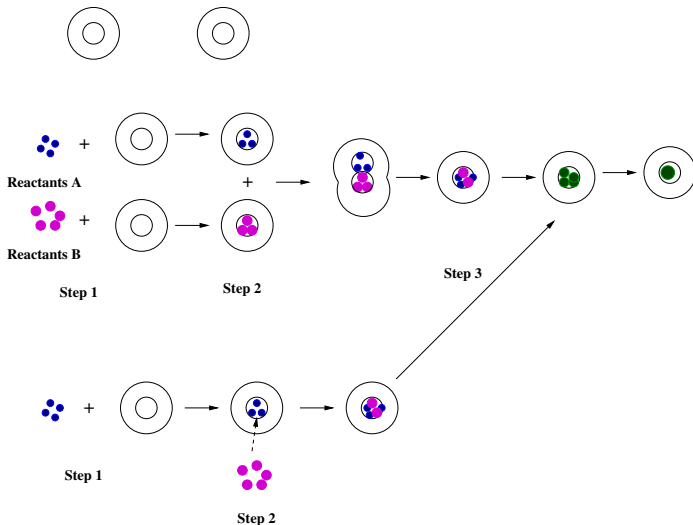 +
Reactants A
+
+
Reactants B
Step 1
Step 2
Step 3
+
Step 1
Step 2